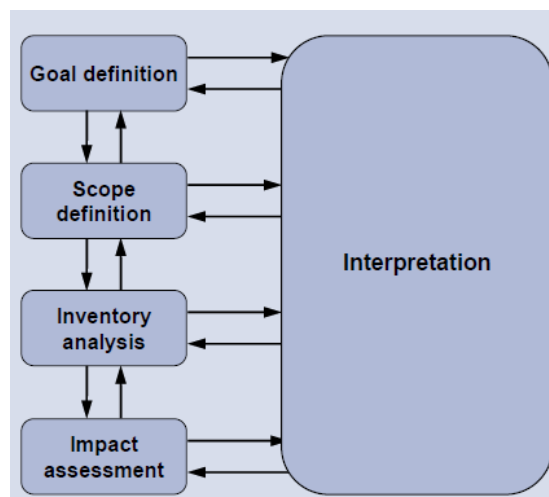 Goal definition
Scope
definition
Inventory
analysis
Impact
assessment
Interpretation